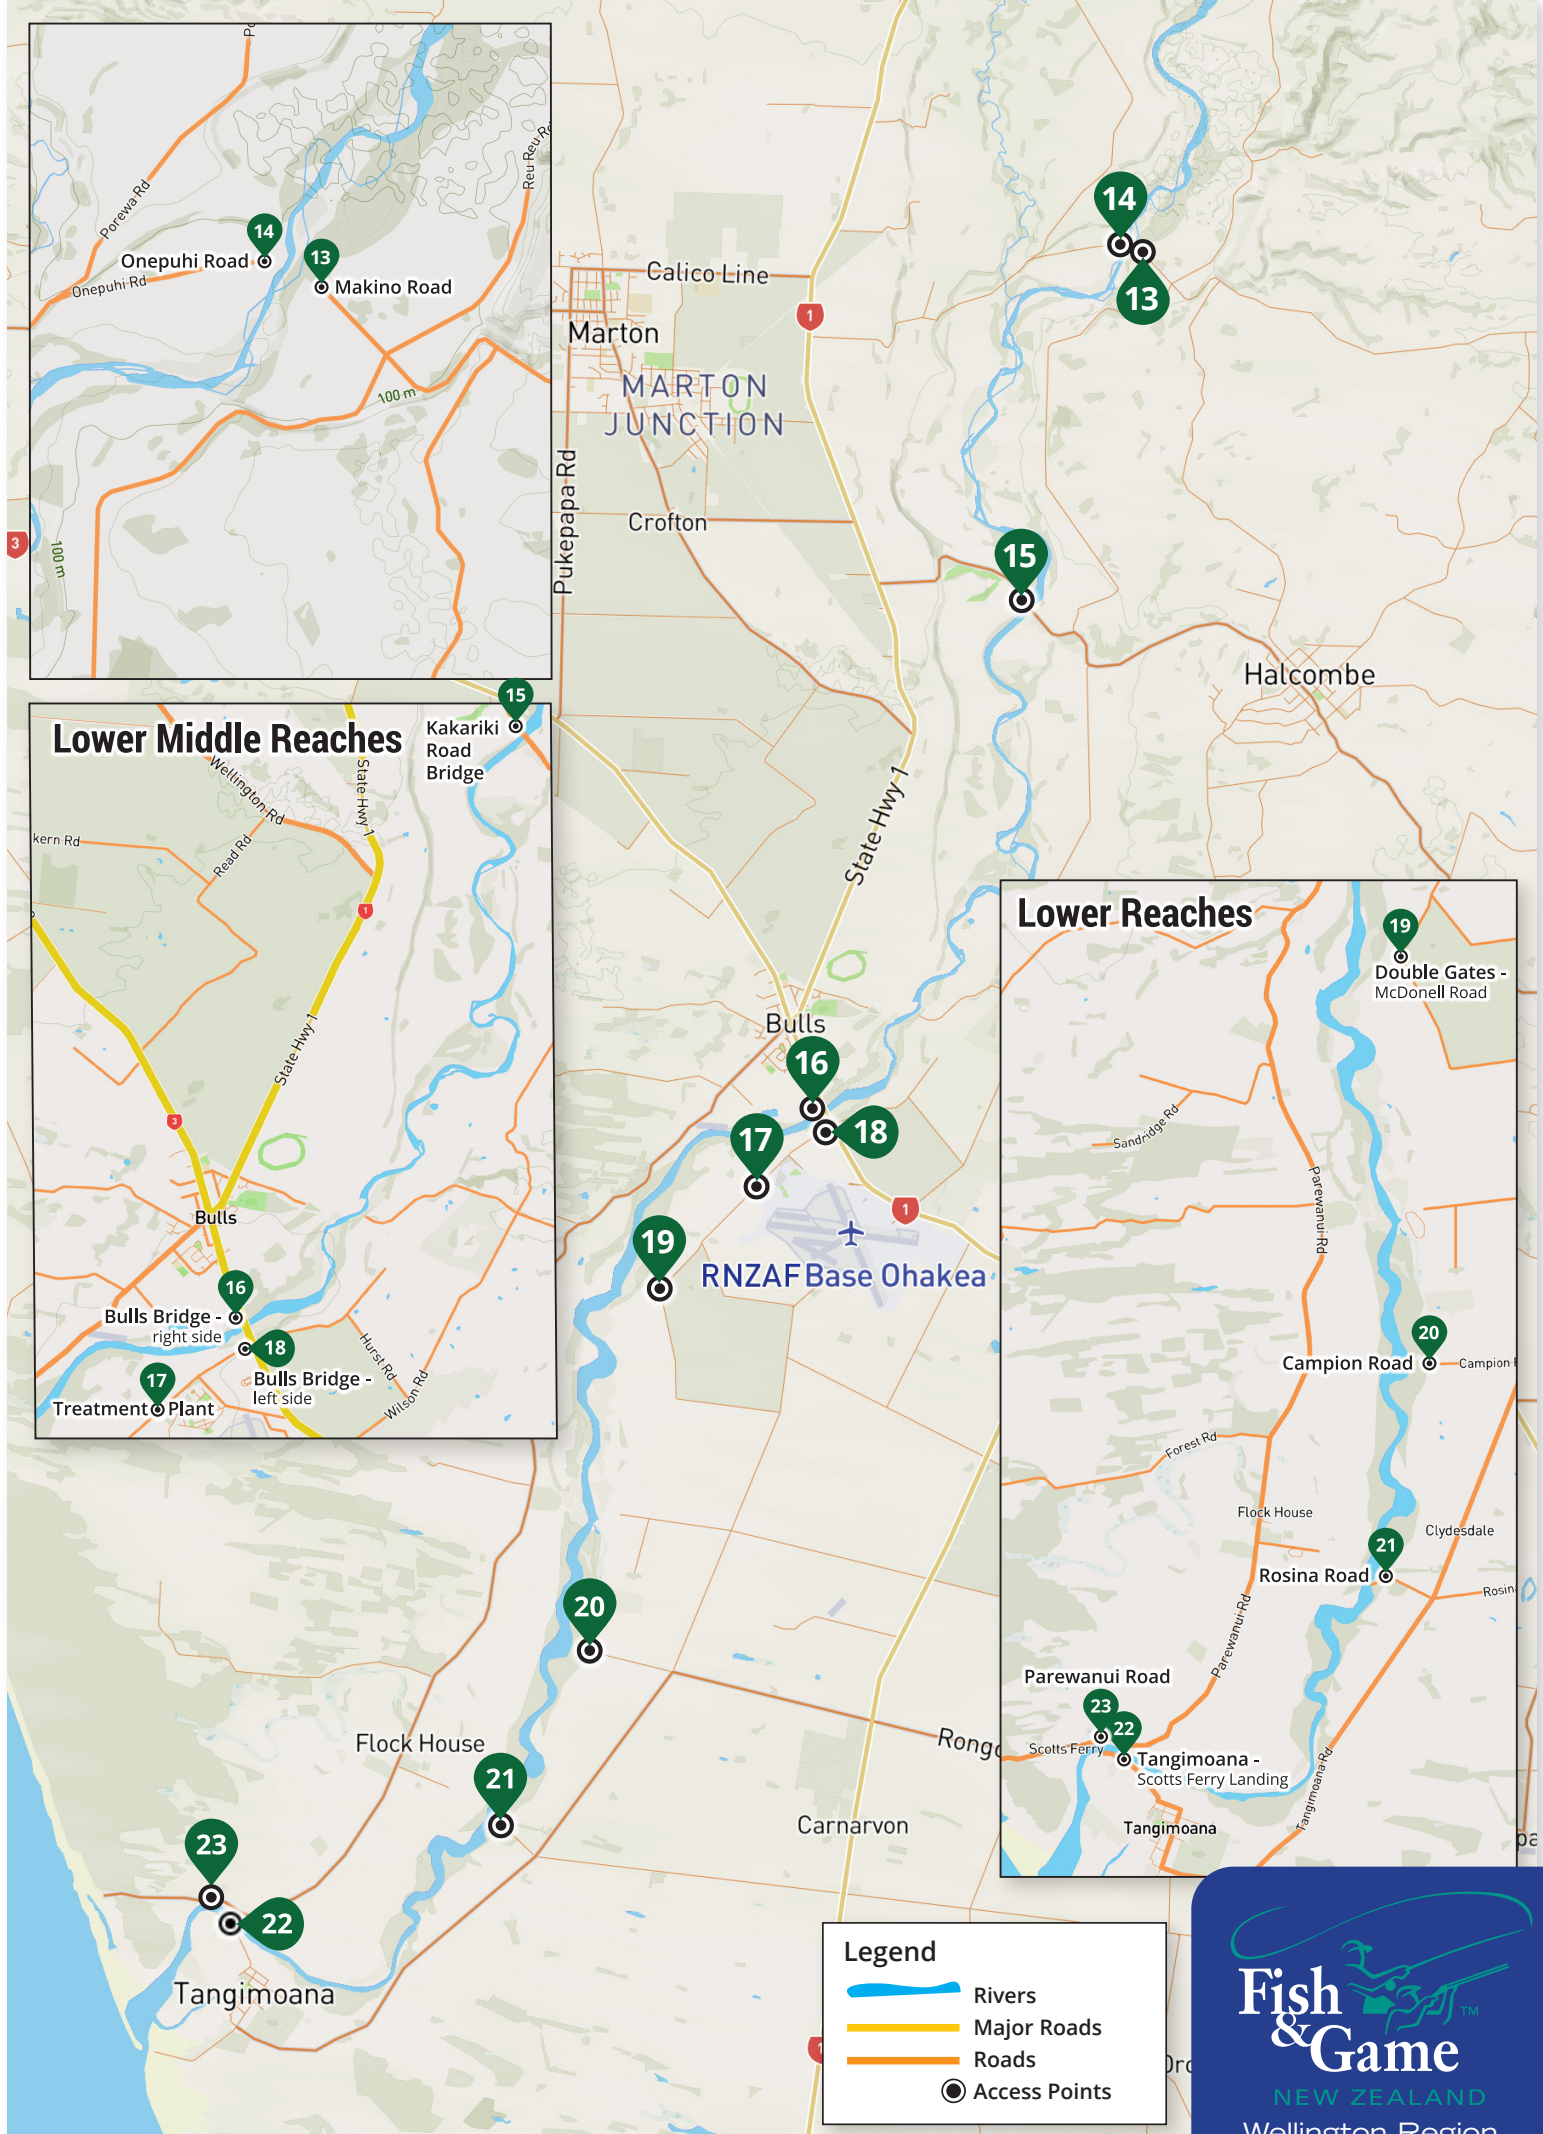 Porewa Rd
Reu Reu Rd
14
Onepuhi Road
Onepuhi Rd
13
Makino Road
100 m
100 m
3
14
13
Calico Line
1
Marton
MARTON
JUNCTION
Pukepapa Rd
Crofton
15
Halcombe
State Hwy 1
Lower Middle Reaches
15
Kakariki
Road
Bridge
Wellington Rd
State Hwy 1
kern Rd
Read Rd
1
State Hwy 1
3
Bulls
16
Bulls Bridge -
right side
18
Bulls Bridge -
left side
Hurst Rd
Wilson Rd
17
Treatment Plant
Bulls
16
17
18
1
19
RNZAF Base Ohakea
Lower Reaches
19
Double Gates -
McDonell Road
Sandridge Rd
Parewanui Rd
20
Campion Road
Campion
Forest Rd
Flock House
Clydesdale
21
Rosina Road
Rosina
Parewanui Rd
Parewanui Road
23
22
Scotts Ferry
Tangimoana -
Scotts Ferry Landing
Tangimoana Rd
Tangimoana
20
Flock House
21
Rongo
Carnarvon
23
22
Tangimoana
1
Legend
Rivers
Major Roads
Roads
Access Points
Fish
&Game
TM
NEW ZEALAND
Wellington Region